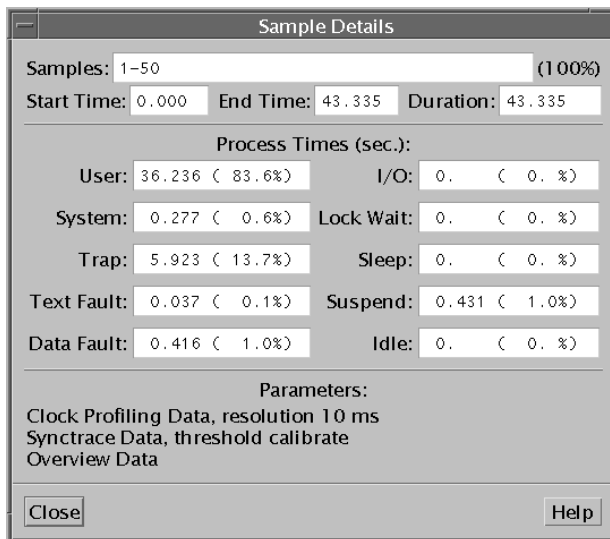 Sample Details
Samples: 1-50 (100%)
Start Time: 0.000 End Time: 43.335 Duration: 43.335
Process Times (sec.):
User: 36.236 ( 83.6%) I/O: 0. ( 0. %)
System: 0.277 ( 0.6%) Lock Wait: 0. ( 0. %)
Trap: 5.923 ( 13.7%) Sleep: 0. ( 0. %)
Text Fault: 0.037 ( 0.1%) Suspend: 0.431 ( 1.0%)
Data Fault: 0.416 ( 1.0%) Idle: 0. ( 0. %)
Parameters:
Clock Profiling Data, resolution 10 ms
Synctrace Data, threshold calibrate
Overview Data
Close Help